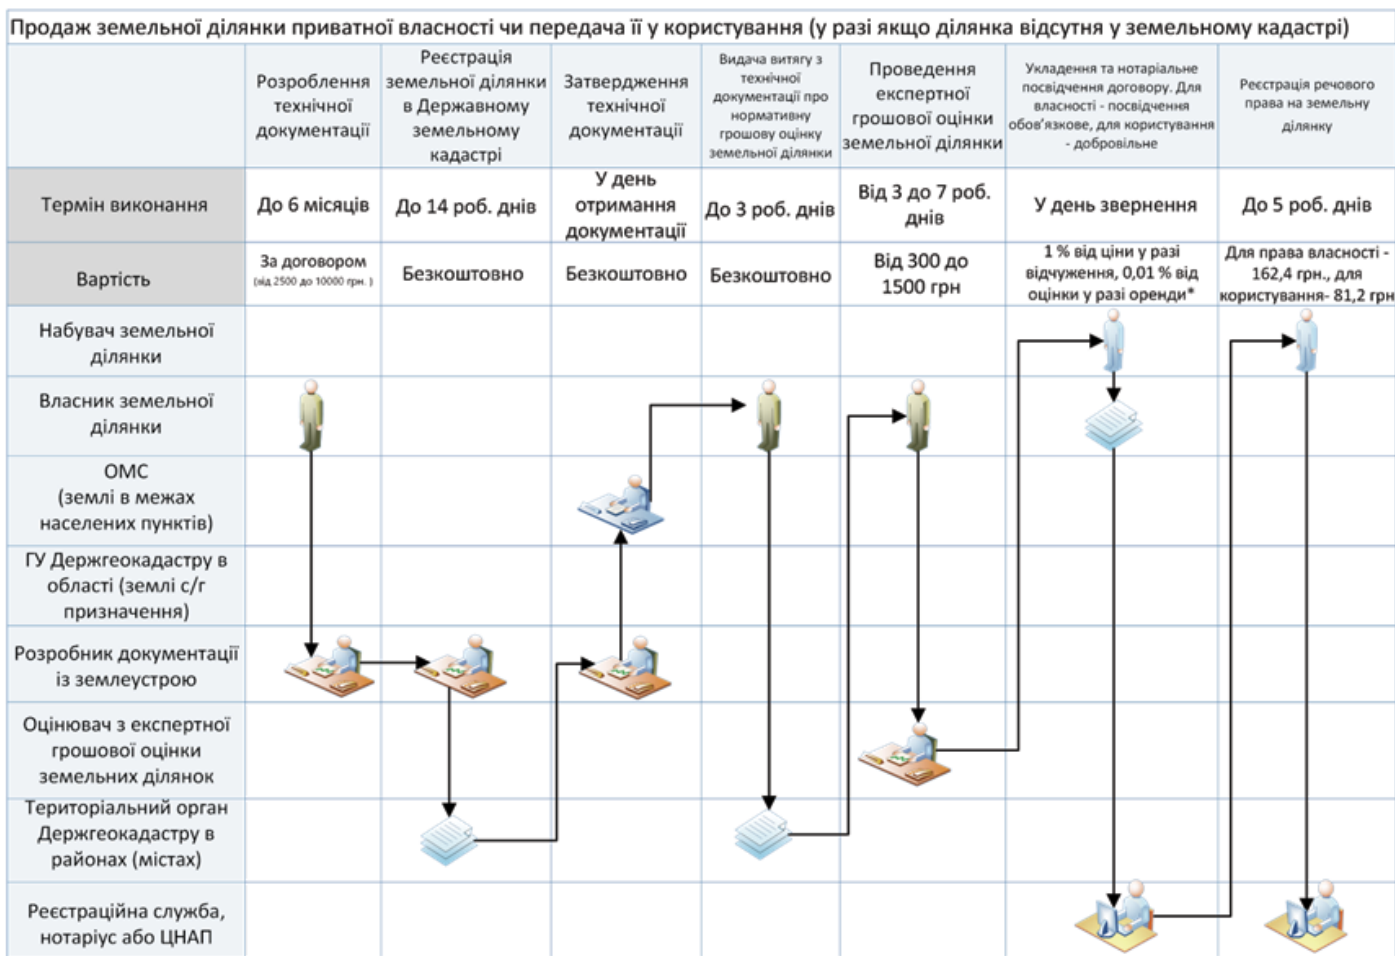 Продаж земельної ділянки приватної власності чи передача її у користування (у разі якщо ділянка відсутня у земельному кадастрі)
Розроблення
технічної
документації
Реєстрація
земельної ділянки
в Державному
земельному
кадастрі
Затвердження
технічної
документації
Видача витягу з
технічної
документації про
нормативну
грошову оцінку
земельної ділянки
Проведення
експертної
грошової оцінки
земельної ділянки
Укладення та нотаріальне
посвідчення договору. Для
власності - посвідчення
обов'язкове, для користування
- добровільне
Реєстрація речового
права на земельну
ділянку
Термін виконання
До 6 місяців
До 14 роб. днів
У день
отримання
документації
До 3 роб. днів
Від 3 до 7 роб.
днів
У день звернення
До 5 роб. днів
Вартість
За договором
(від 2500 до 10000 грн. )
Безкоштовно
Безкоштовно
Безкоштовно
Від 300 до
1500 грн
1 % від ціни у разі
відчуження, 0,01 % від
оцінки у разі оренди*
Для права власності -
162,4 грн., для
користування- 81,2 грн
Набувач земельної
ділянки
Власник земельної
ділянки
ОМС
(землі в межах
населених пунктів)
ГУ Держгеокадастру в
області (землі с/г
призначення)
Розробник документації
із землеустрою
Оцінювач з експертної
грошової оцінки
земельних ділянок
Територіальний орган
Держгеокадастру в
районах (містах)
Реєстраційна служба,
нотаріус або ЦНАП